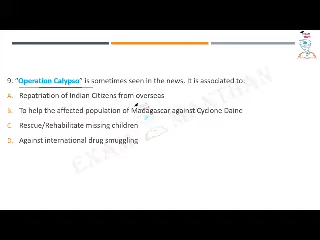 9. "Operation Calypso" is sometimes seen in the news. It is associated to:
A. Repatriation of Indian Citizens from overseas
B. To help the affected population of Madagascar against Cyclone Daine
C. Rescue/Rehabilitate missing children
D. Against international drug smuggling